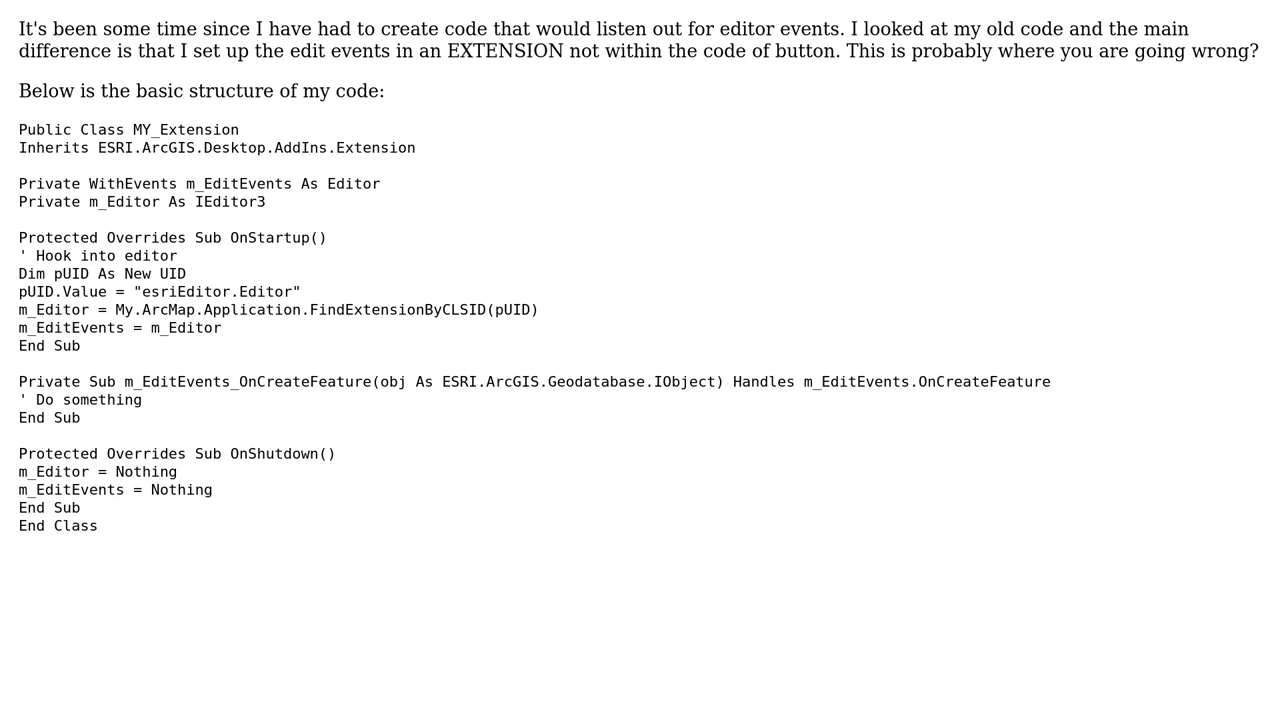 It's been some time since I have had to create code that would listen out for editor events. I looked at my old code and the main
difference is that I set up the edit events in an EXTENSION not within the code of button. This is probably where you are going wrong?
Below is the basic structure of my code:
Public Class MY_Extension
Inherits ESRI.ArcGIS.Desktop.AddIns.Extension
Private WithEvents m_EditEvents As Editor
Private m_Editor As IEditor3
Protected Overrides Sub OnStartup()
' Hook into editor
Dim pUID As New UID
pUID.Value = "esriEditor.Editor"
m_Editor = My.ArcMap.Application.FindExtensionByCLSID(pUID)
m_EditEvents = m_Editor
End Sub
Private Sub m_EditEvents_OnCreateFeature(obj As ESRI.ArcGIS.Geodatabase.IObject) Handles m_EditEvents.OnCreateFeature
' Do something
End Sub
Protected Overrides Sub OnShutdown()
m_Editor = Nothing
m_EditEvents = Nothing
End Sub
End Class